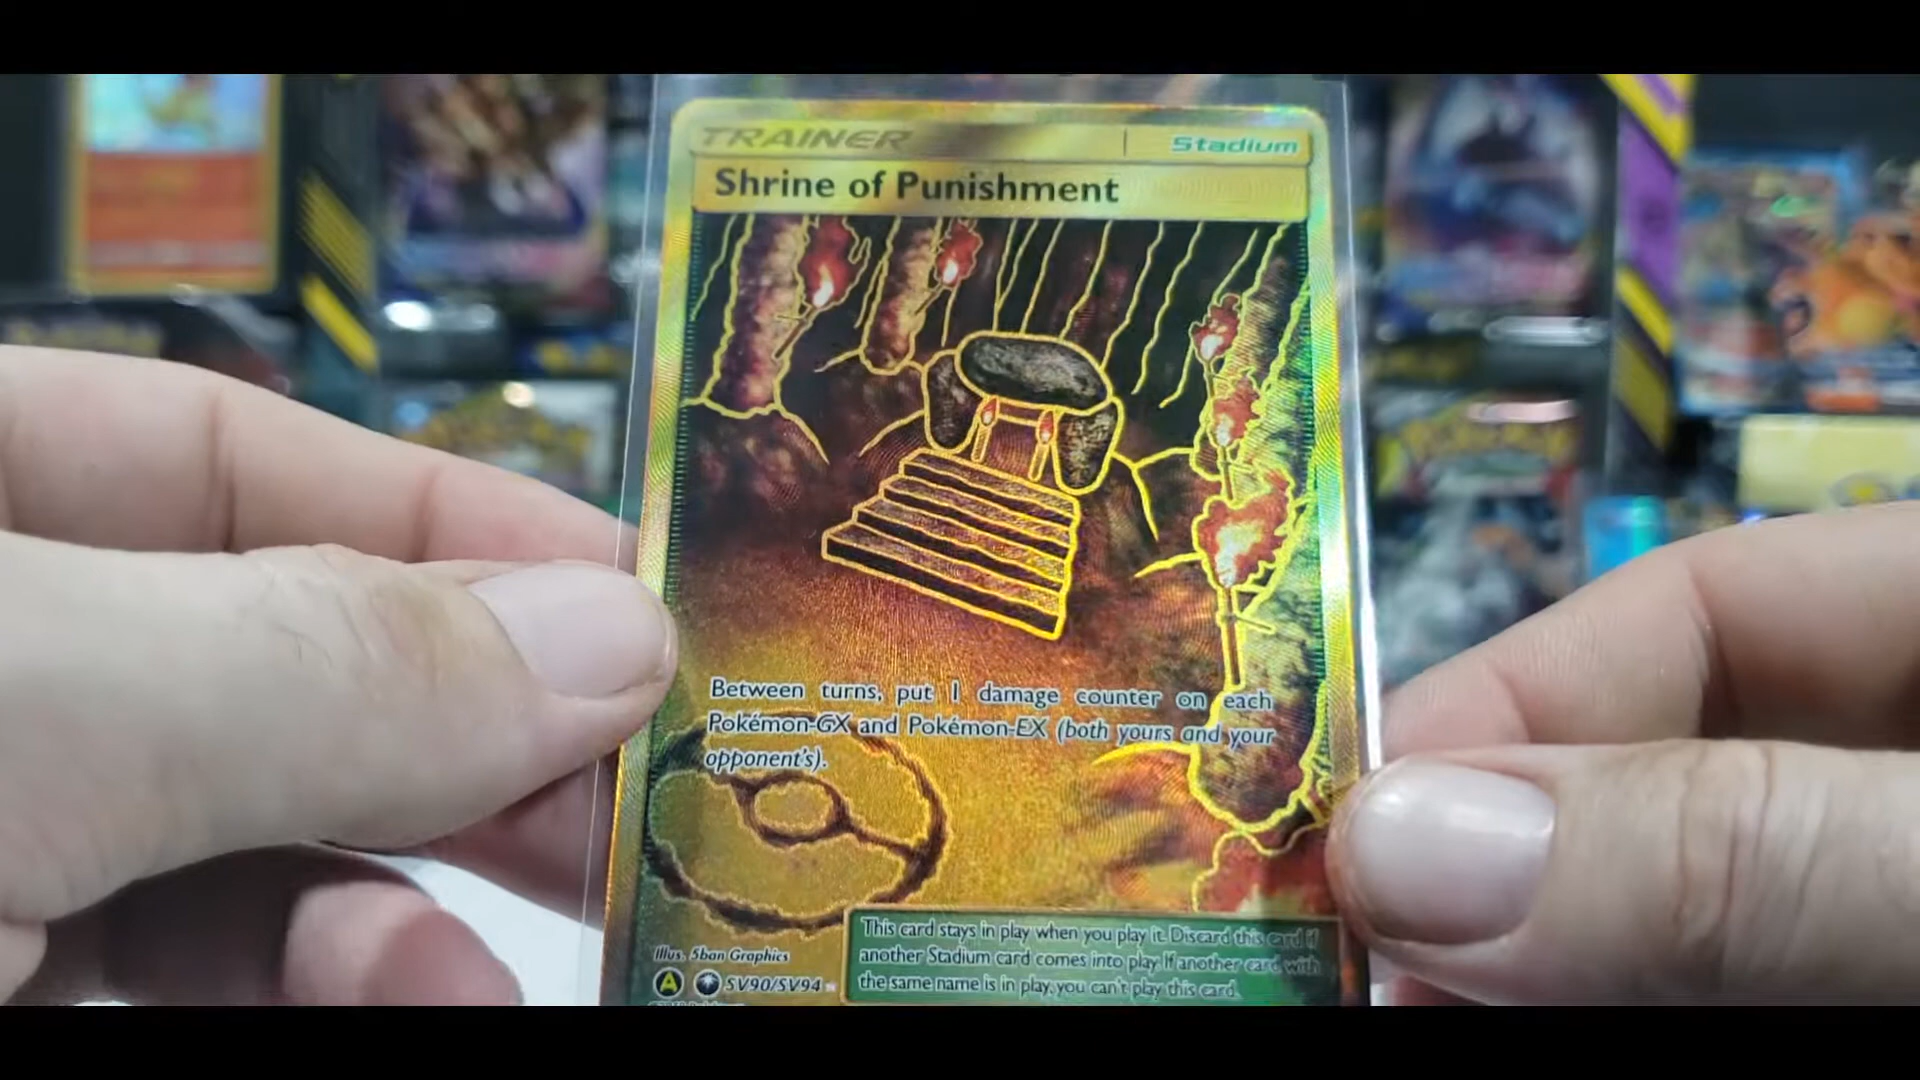 TRAINER
Stadium
Shrine of Punishment
Between turns, put 1 damage counter on each
Pokémon-GX and Pokémon-EX (both yours and your
opponent's).
This card stays in play when you play it. Discard this card if
another Stadium card comes into play. If another card with
the same name is in play, you can't play this card.
Illus. 5ban Graphics
A
SV90/SV94